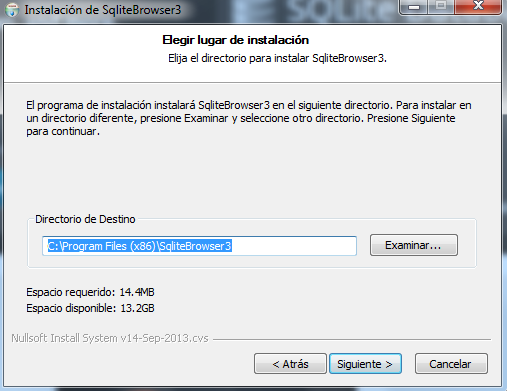 Instalación de SqliteBrowser3
Elegir lugar de instalación
Elija el directorio para instalar SqliteBrowser3.
El programa de instalación instalará SqliteBrowser3 en el siguiente directorio. Para instalar en
un directorio diferente, presione Examinar y seleccione otro directorio. Presione Siguiente
para continuar.
Directorio de Destino
C:\Program Files (x86)\SqliteBrowser3
Examinar...
Espacio requerido: 14.4MB
Espacio disponible: 13.2GB
Nullsoft Install System v14-Sep-2013.cvs
< Atrás
Siguiente >
Cancelar